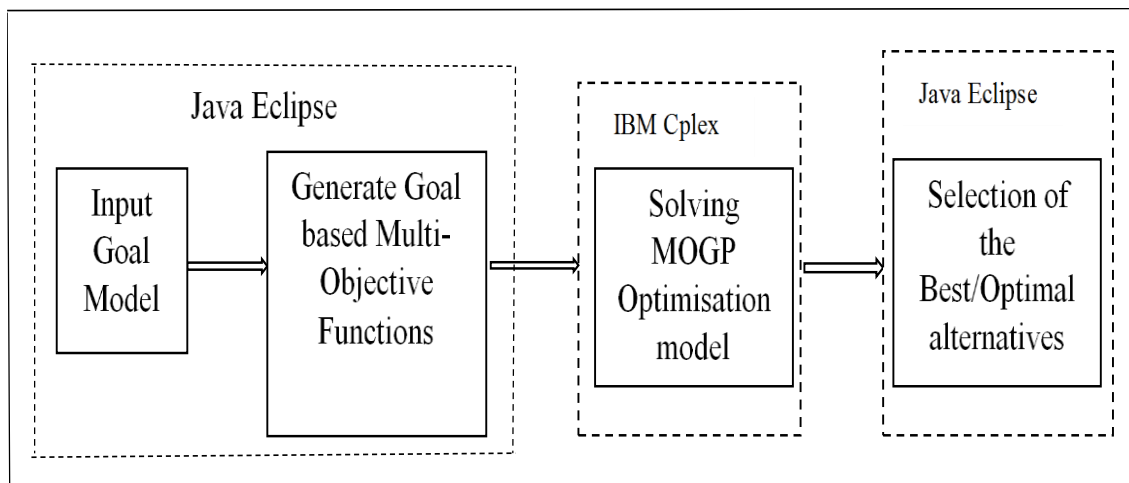 Java Eclipse
Input
Goal
Model
Generate Goal
based Multi-
Objective
Functions
IBM Cplex
Solving
MOGP
Optimisation
model
Java Eclipse
Selection of
the
Best/Optimal
alternatives